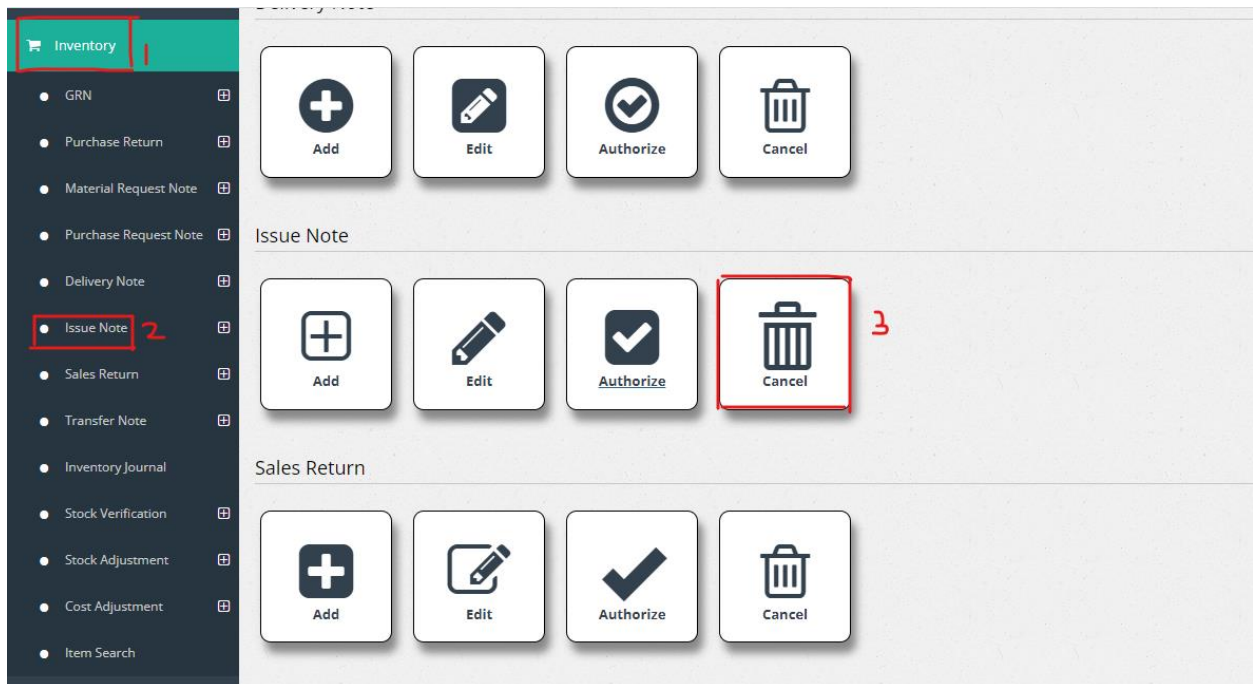 Delivery Note
Inventory
1
GRN
Purchase Return
Material Request Note
Purchase Request Note
Delivery Note
Issue Note
2
Sales Return
Transfer Note
Inventory Journal
Stock Verification
Stock Adjustment
Cost Adjustment
Item Search
Add
Edit
Authorize
Cancel
Issue Note
Add
Edit
Authorize
Cancel
3
Sales Return
Add
Edit
Authorize
Cancel